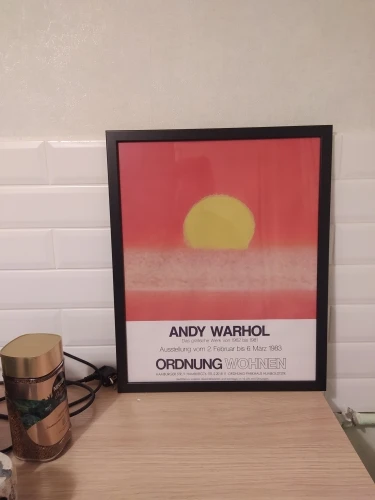 ANDY WARHOL
Das grafische Werk von 1962 bis 1981
Ausstellung vom 2. Februar bis 6. März 1983
ORDNUNG WOHNEN